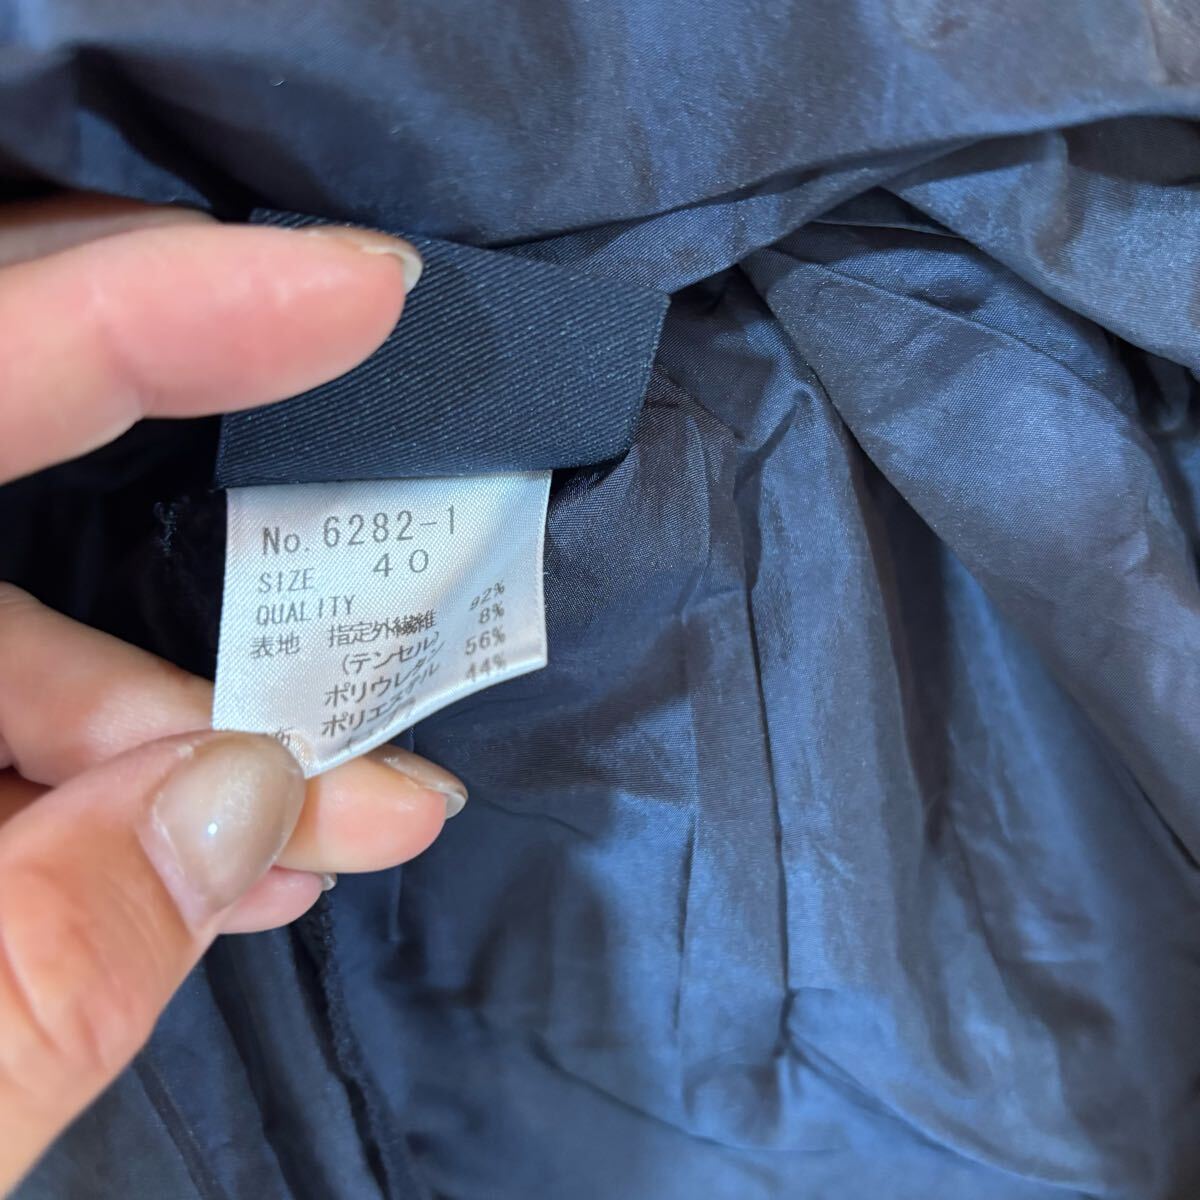 No. 6282-1
SIZE 40
QUALITY
表地 指定外繊維 92%
(テンセル) 8%
ポリウレタン 56%
ポリエステル 44%